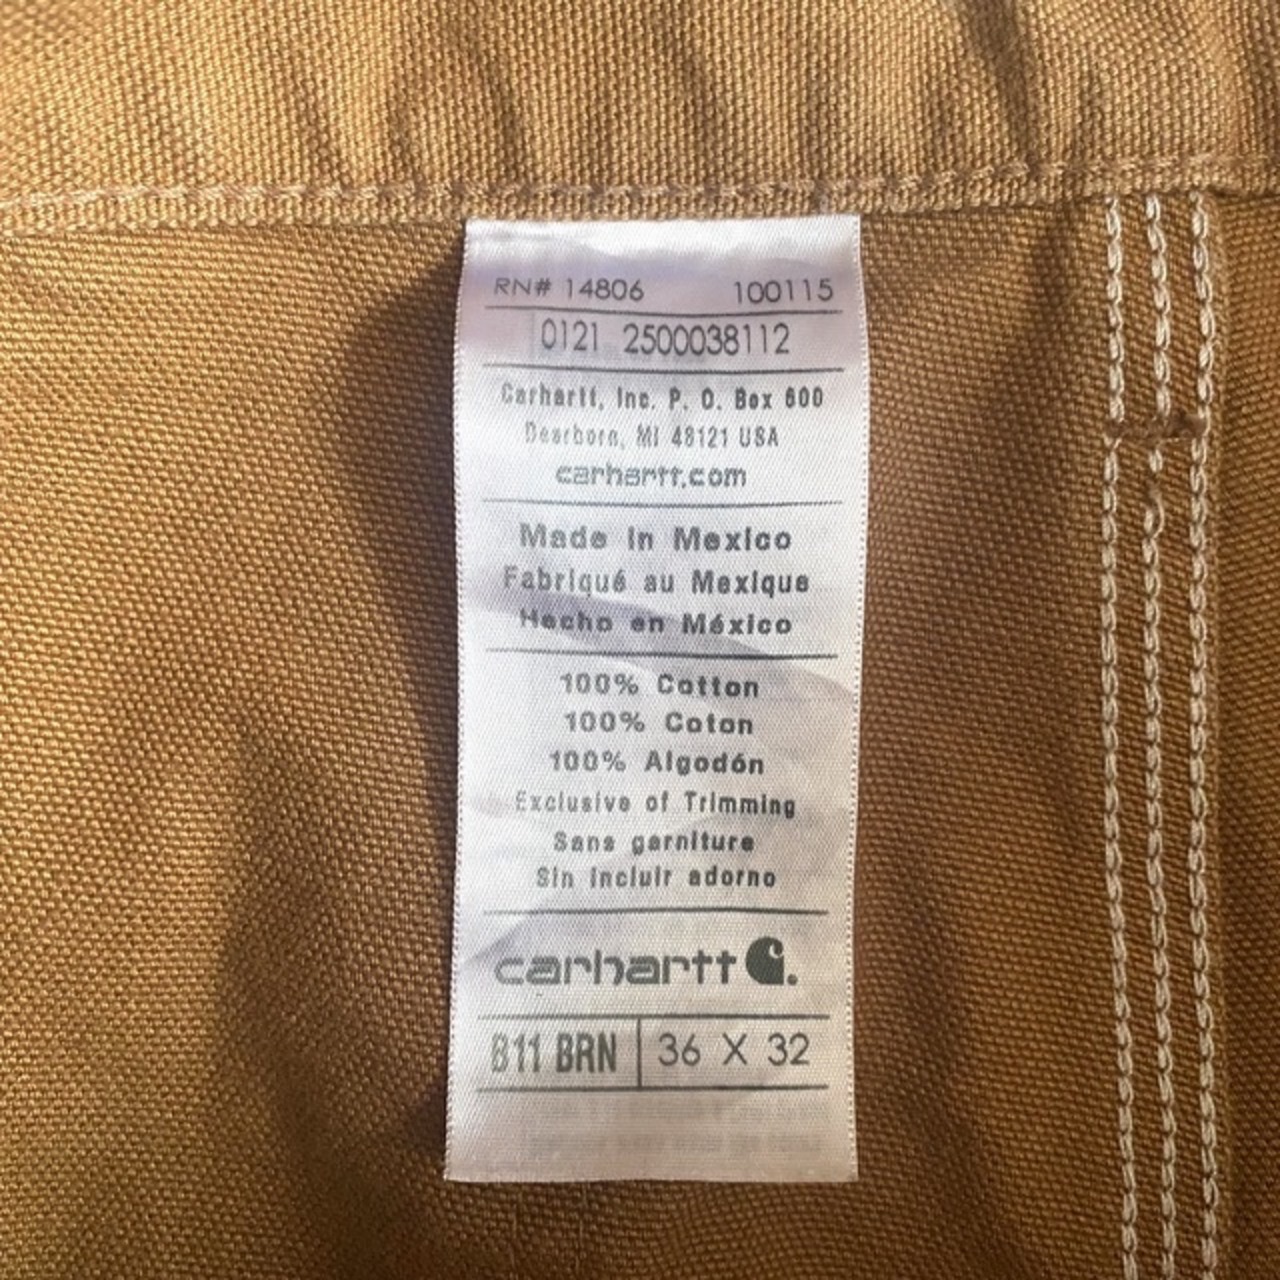 RN# 14806 100115
0121 2500038112
Carhartt, Inc. P. O. Box 600
Dearborn, MI 48121 USA
carhartt.com
Made in Mexico
Fabriqué au Mexique
Hecho en México
100% Cotton
100% Coton
100% Algodón
Exclusive of Trimming
Sans garniture
Sin incluir adorno
carhartt
B11 BRN 36 X 32